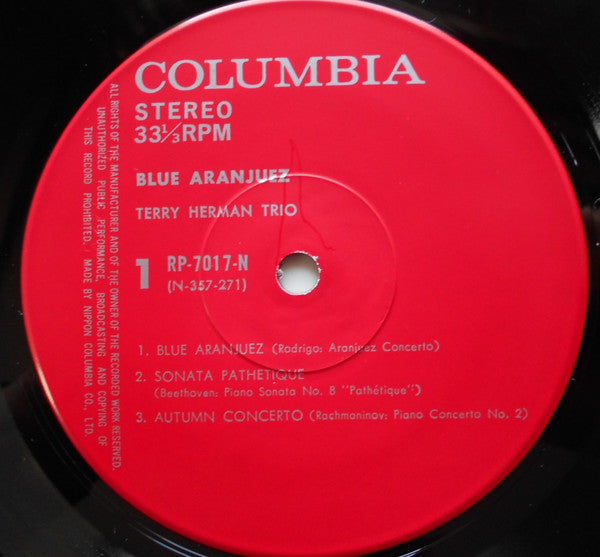 COLUMBIA
STEREO
33⅓RPM
BLUE ARANJUEZ
TERRY HERMAN TRIO
1
RP-7017-N
(N-357-271)
1. BLUE ARANJUEZ (Rodrigo: Aranjuez Concerto)
2. SONATA PATHETIQUE
(Beethoven: Piano Sonata No. 8 "Pathétique")
3. AUTUMN CONCERTO (Rachmaninov: Piano Concerto No. 2)
ALL RIGHTS OF THE MANUFACTURER AND OF THE OWNER OF THE RECORDED WORK RESERVED.
UNAUTHORIZED PUBLIC PERFORMANCE, BROADCASTING AND COPYING OF
THIS RECORD PROHIBITED. MADE BY NIPPON COLUMBIA CO., LTD.